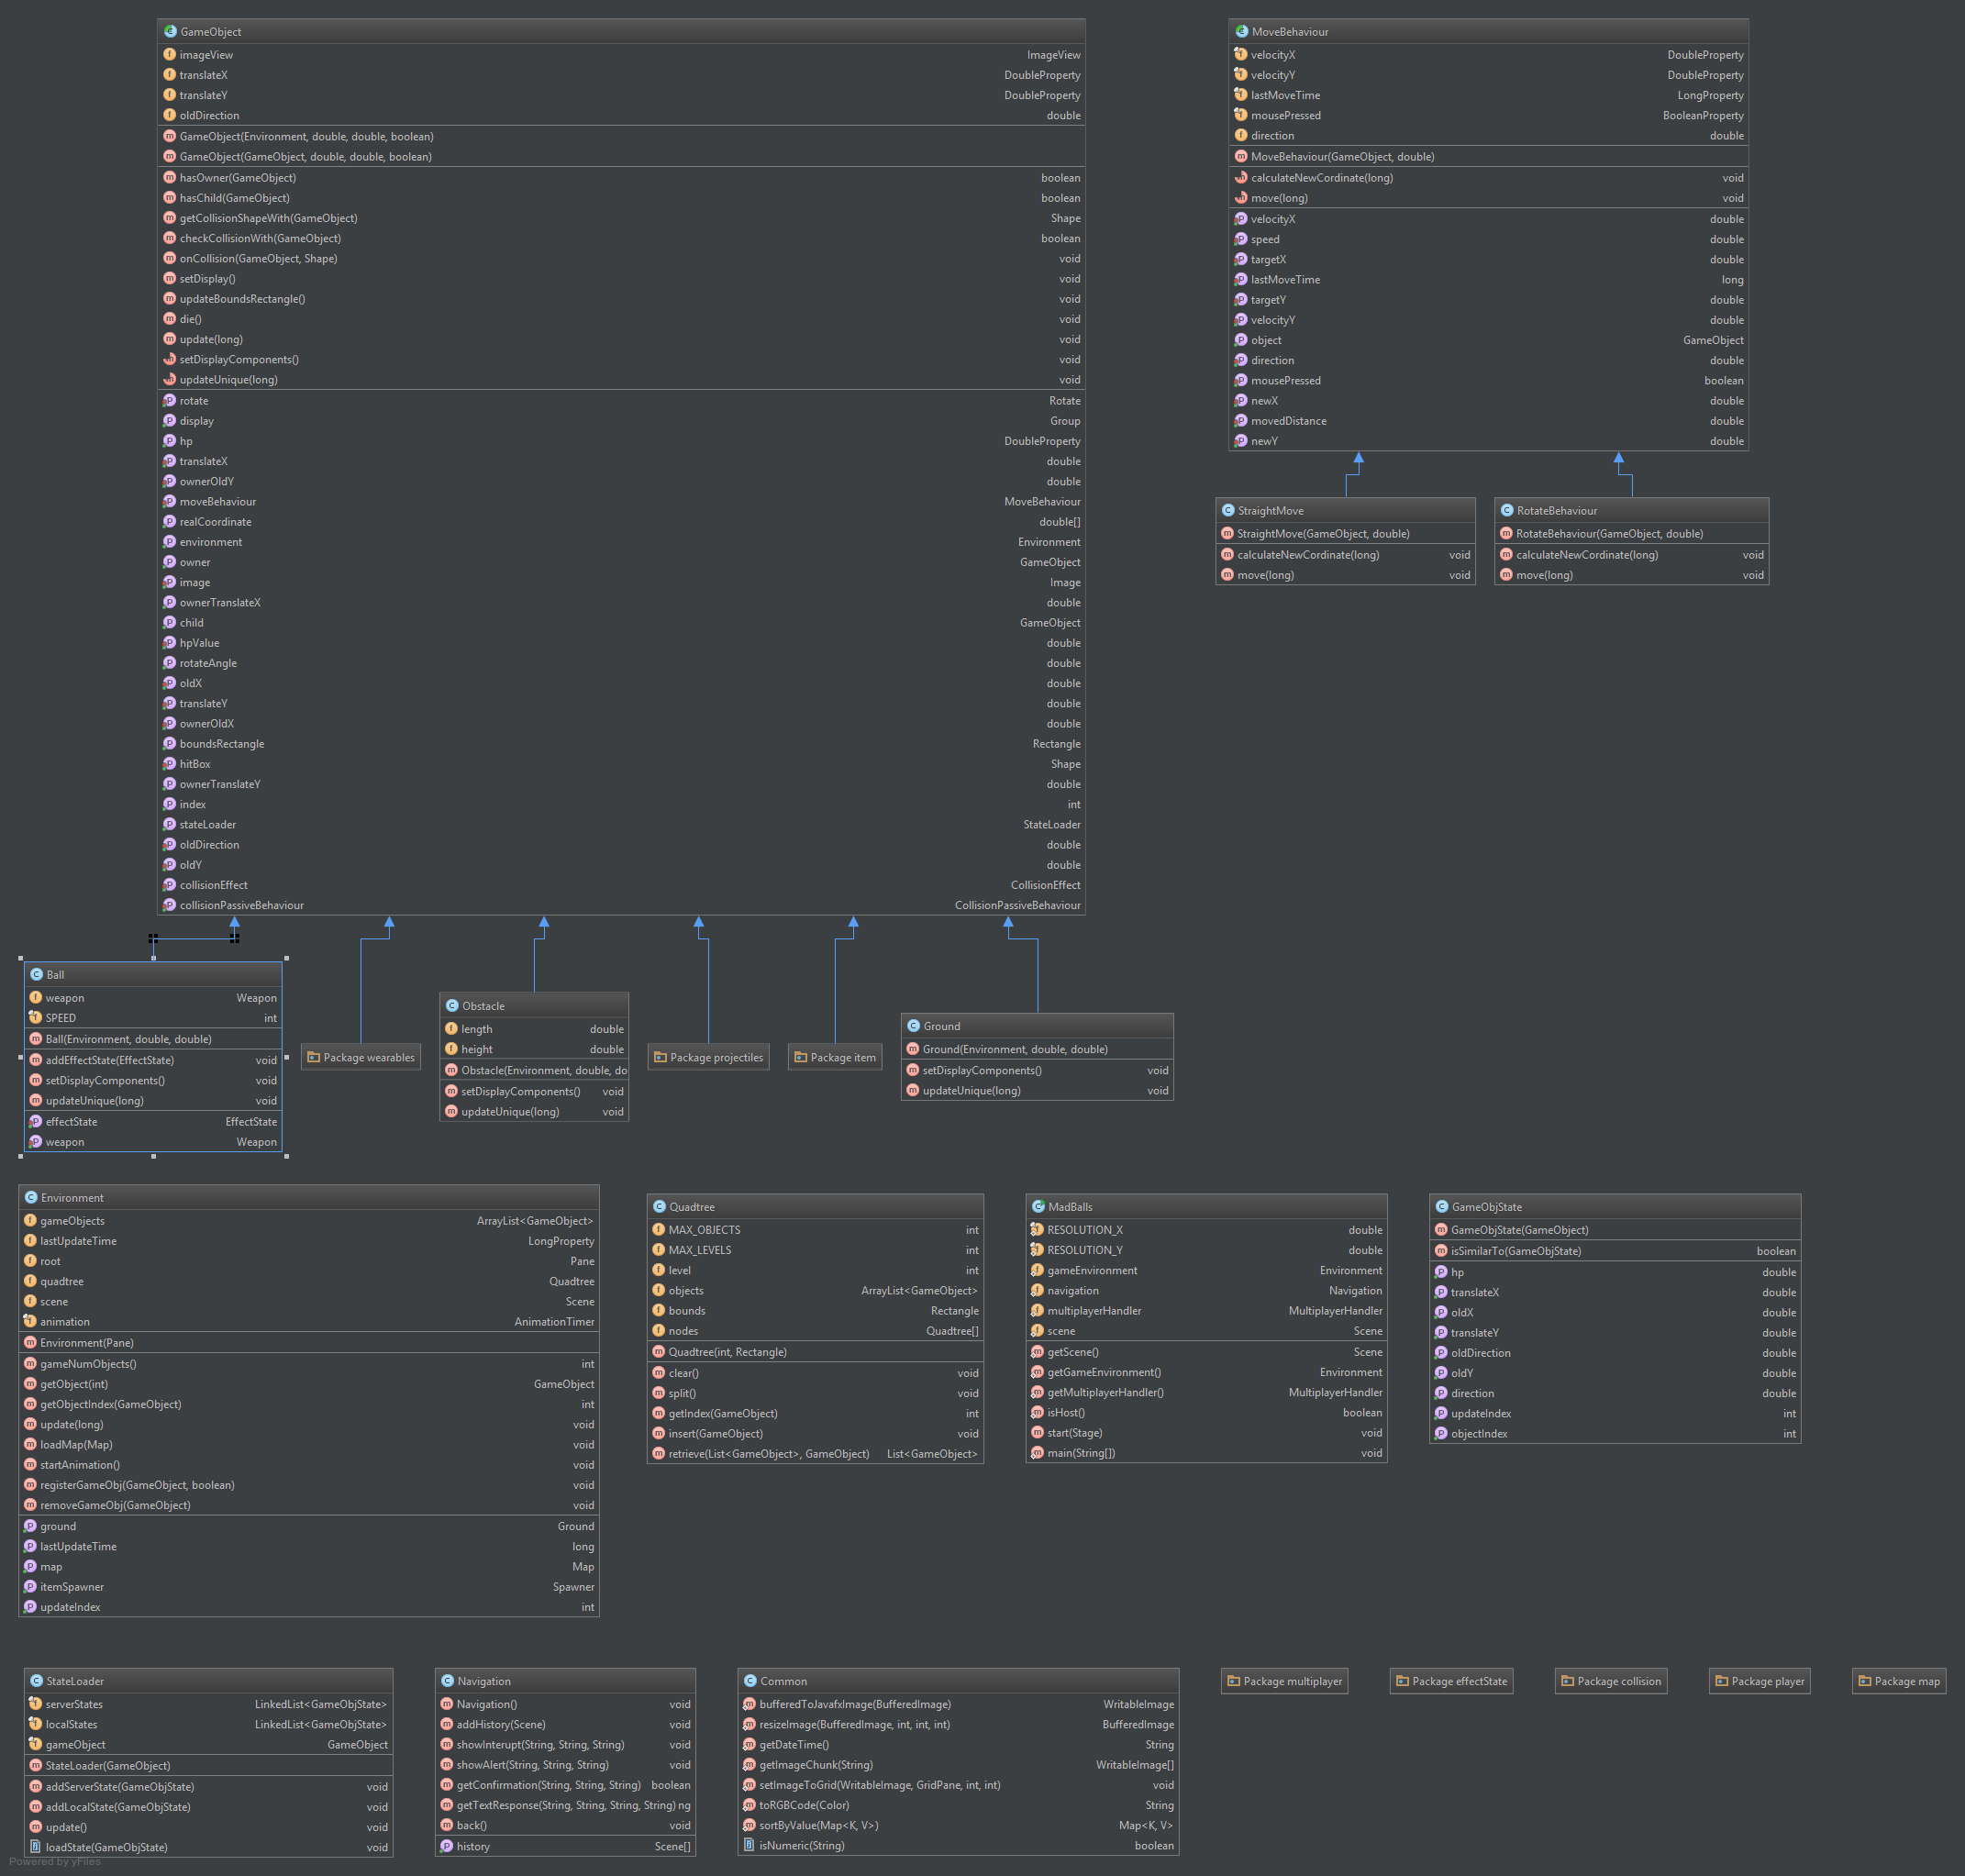 GameObject
imageView ImageView
translateX DoubleProperty
translateY DoubleProperty
oldDirection double
GameObject(Environment, double, double, boolean)
GameObject(GameObject, double, double, boolean)
hasOwner(GameObject) boolean
hasChild(GameObject) boolean
getCollisionShapeWith(GameObject) Shape
checkCollisionWith(GameObject) boolean
onCollision(GameObject, Shape) void
setDisplay() void
updateBoundsRectangle() void
die() void
update(long) void
setDisplayComponents() void
updateUnique(long) void
rotate Rotate
display Group
hp DoubleProperty
translateX double
ownerOldY double
moveBehaviour MoveBehaviour
realCoordinate double[]
environment Environment
owner GameObject
image Image
ownerTranslateX double
child GameObject
hpValue double
rotateAngle double
oldX double
translateY double
ownerOldX double
boundsRectangle Rectangle
hitBox Shape
ownerTranslateY double
index int
stateLoader StateLoader
oldDirection double
oldY double
collisionEffect CollisionEffect
collisionPassiveBehaviour CollisionPassiveBehaviour
MoveBehaviour
velocityX DoubleProperty
velocityY DoubleProperty
lastMoveTime LongProperty
mousePressed BooleanProperty
direction double
MoveBehaviour(GameObject, double)
calculateNewCordinate(long) void
move(long) void
velocityX double
speed double
targetX double
lastMoveTime long
targetY double
velocityY double
object GameObject
direction double
mousePressed boolean
newX double
movedDistance double
newY double
StraightMove
StraightMove(GameObject, double)
calculateNewCordinate(long) void
move(long) void
RotateBehaviour
RotateBehaviour(GameObject, double)
calculateNewCordinate(long) void
move(long) void
Ball
weapon Weapon
SPEED int
Ball(Environment, double, double)
addEffectState(EffectState) void
setDisplayComponents() void
updateUnique(long) void
effectState EffectState
weapon Weapon
Package wearables
Obstacle
length double
height double
Obstacle(Environment, double, do
setDisplayComponents() void
updateUnique(long) void
Package projectiles
Package item
Ground
Ground(Environment, double, double)
setDisplayComponents() void
updateUnique(long) void
Environment
gameObjects ArrayList<GameObject>
lastUpdateTime LongProperty
root Pane
quadtree Quadtree
scene Scene
animation AnimationTimer
Environment(Pane)
gameNumObjects() int
getObject(int) GameObject
getObjectIndex(GameObject) int
update(long) void
loadMap(Map) void
startAnimation() void
registerGameObj(GameObject, boolean) void
removeGameObj(GameObject) void
ground Ground
lastUpdateTime long
map Map
itemSpawner Spawner
updateIndex int
Quadtree
MAX_OBJECTS int
MAX_LEVELS int
level int
objects ArrayList<GameObject>
bounds Rectangle
nodes Quadtree[]
Quadtree(int, Rectangle)
clear() void
split() void
getIndex(GameObject) int
insert(GameObject) void
retrieve(List<GameObject>, GameObject) List<GameObject>
MadBalls
RESOLUTION_X double
RESOLUTION_Y double
gameEnvironment Environment
navigation Navigation
multiplayerHandler MultiplayerHandler
scene Scene
getScene() Scene
getGameEnvironment() Environment
getMultiplayerHandler() MultiplayerHandler
isHost() boolean
start(Stage) void
main(String[]) void
GameObjState
GameObjState(GameObject)
isSimilarTo(GameObjState) boolean
hp double
translateX double
oldX double
translateY double
oldDirection double
oldY double
direction double
updateIndex int
objectIndex int
StateLoader
serverStates LinkedList<GameObjState>
localStates LinkedList<GameObjState>
gameObject GameObject
StateLoader(GameObject)
addServerState(GameObjState) void
addLocalState(GameObjState) void
update() void
loadState(GameObjState) void
Navigation
Navigation() void
addHistory(Scene) void
showInterupt(String, String, String) void
showAlert(String, String, String) void
getConfirmation(String, String, String) boolean
getTextResponse(String, String, String, String) ng
back() void
history Scene[]
Common
bufferedToJavafxImage(BufferedImage) WritableImage
resizeImage(BufferedImage, int, int, int) BufferedImage
getDateTime() String
getImageChunk(String) WritableImage[]
setImageToGrid(WritableImage, GridPane, int, int) void
toRGBCode(Color) String
sortByValue(Map<K, V>) Map<K, V>
isNumeric(String) boolean
Package multiplayer
Package effectState
Package collision
Package player
Package map
Powered by yFiles